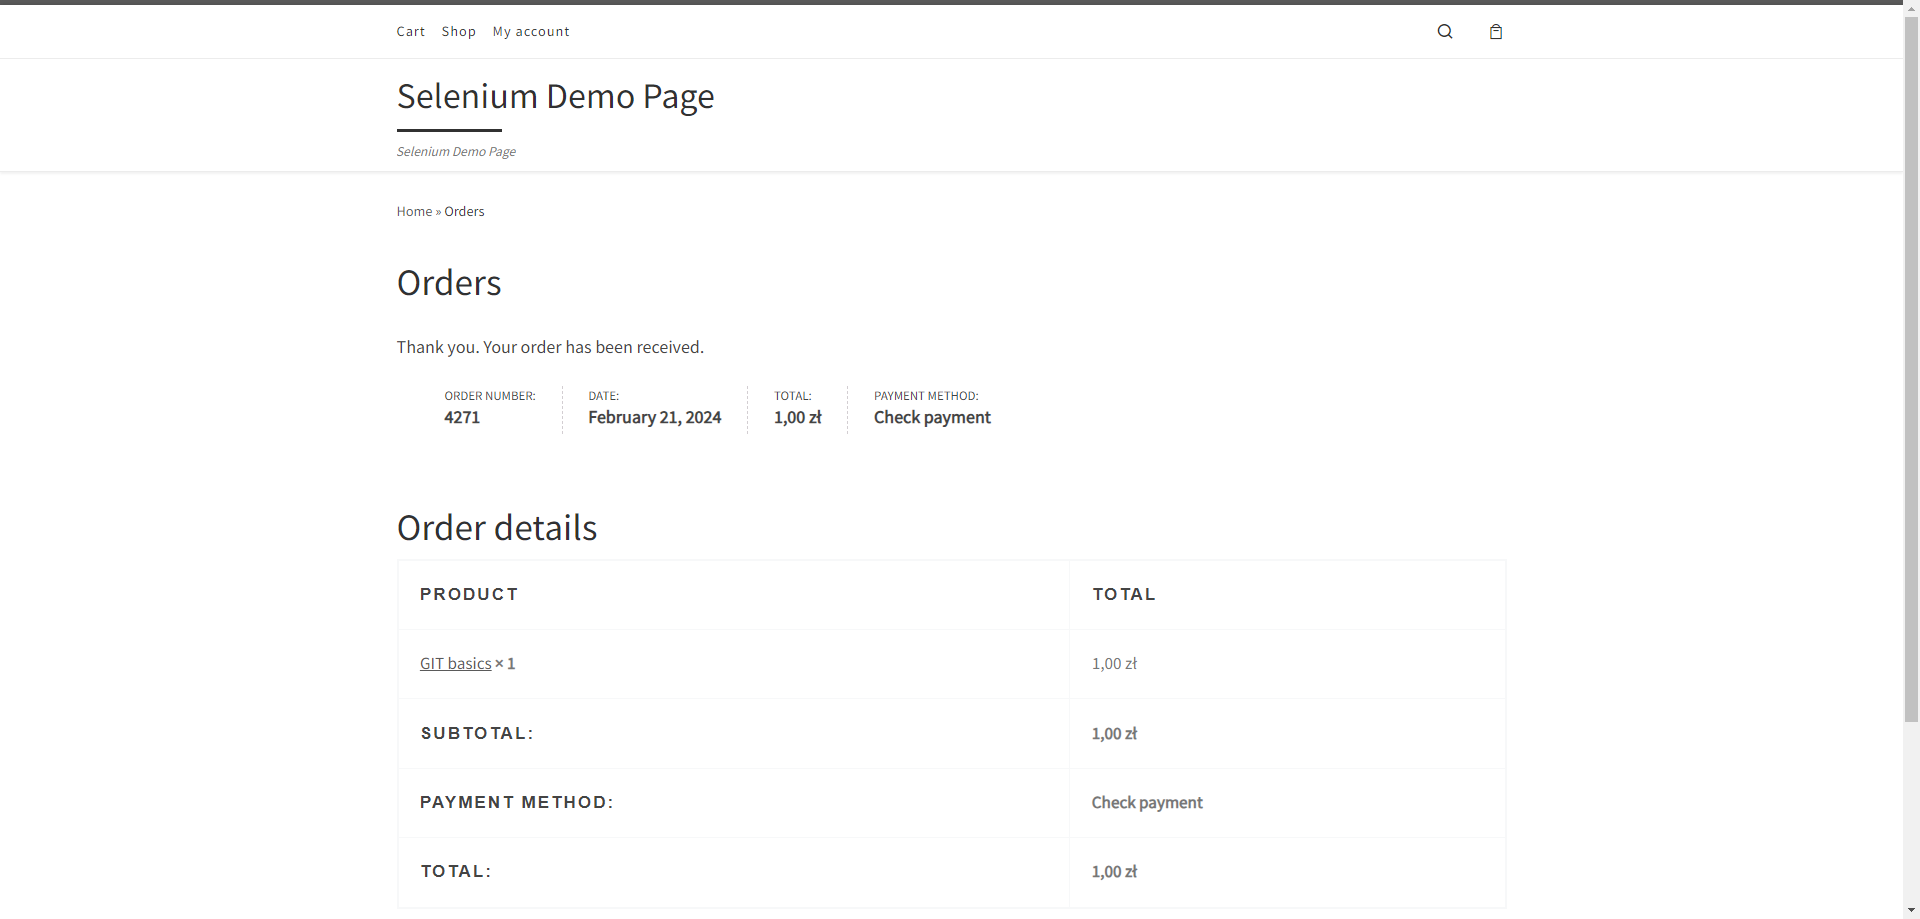 Cart Shop My account
Selenium Demo Page
Selenium Demo Page
Home » Orders
Orders
Thank you. Your order has been received.
ORDER NUMBER: DATE: TOTAL: PAYMENT METHOD:
4271 February 21, 2024 1,00 zł Check payment
Order details
PRODUCT TOTAL
GIT basics × 1 1,00 zł
SUBTOTAL: 1,00 zł
PAYMENT METHOD: Check payment
TOTAL: 1,00 zł